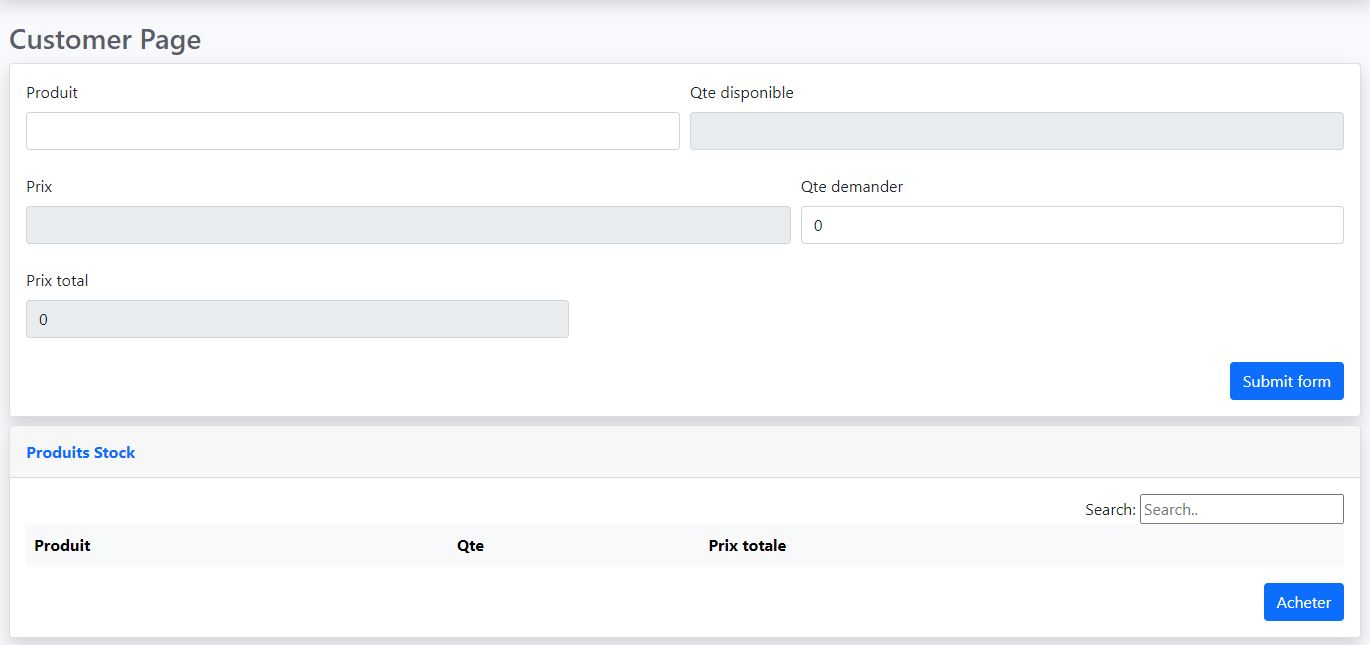 Customer Page
Produit Qte disponible
Prix Qte demander
0
Prix total
0
Submit form
Produits Stock
Search: Search..
Produit Qte Prix totale
Acheter